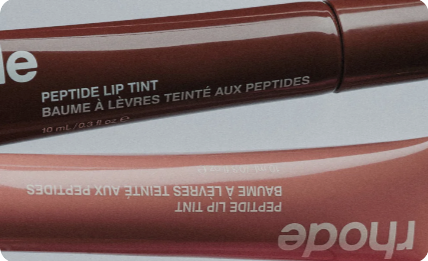 de
PEPTIDE LIP TINT
BAUME À LÈVRES TEINTÉ AUX PEPTIDES
10 mL / 0.3 fl oz ℮
rhode
PEPTIDE LIP TINT
BAUME À LÈVRES TEINTÉ AUX PEPTIDES